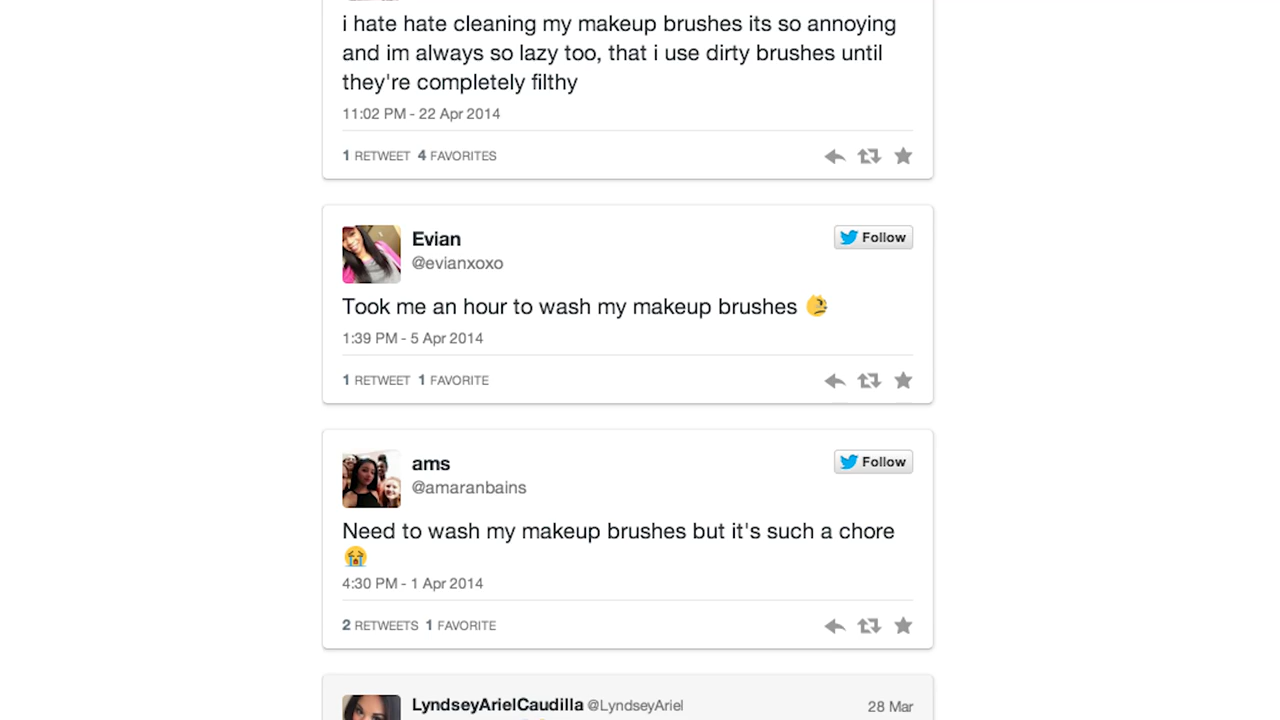 i hate hate cleaning my makeup brushes its so annoying
and im always so lazy too, that i use dirty brushes until
they're completely filthy
11:02 PM - 22 Apr 2014
1 RETWEET 4 FAVORITES
Evian
Follow
@evianxoxo
Took me an hour to wash my makeup brushes
1:39 PM - 5 Apr 2014
1 RETWEET 1 FAVORITE
ams
Follow
@amaranbains
Need to wash my makeup brushes but it's such a chore
😭
4:30 PM - 1 Apr 2014
2 RETWEETS 1 FAVORITE
LyndseyArielCaudilla @LyndseyAriel 28 Mar